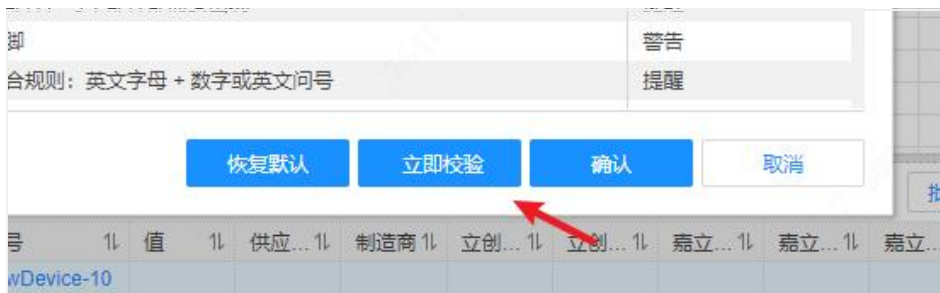 脚 警告
合规则：英文字母 + 数字或英文问号 提醒
恢复默认 立即校验 确认 取消
批
号 值 供应... 制造商 立创... 立创... 嘉立... 嘉立... 嘉立...
wDevice-10